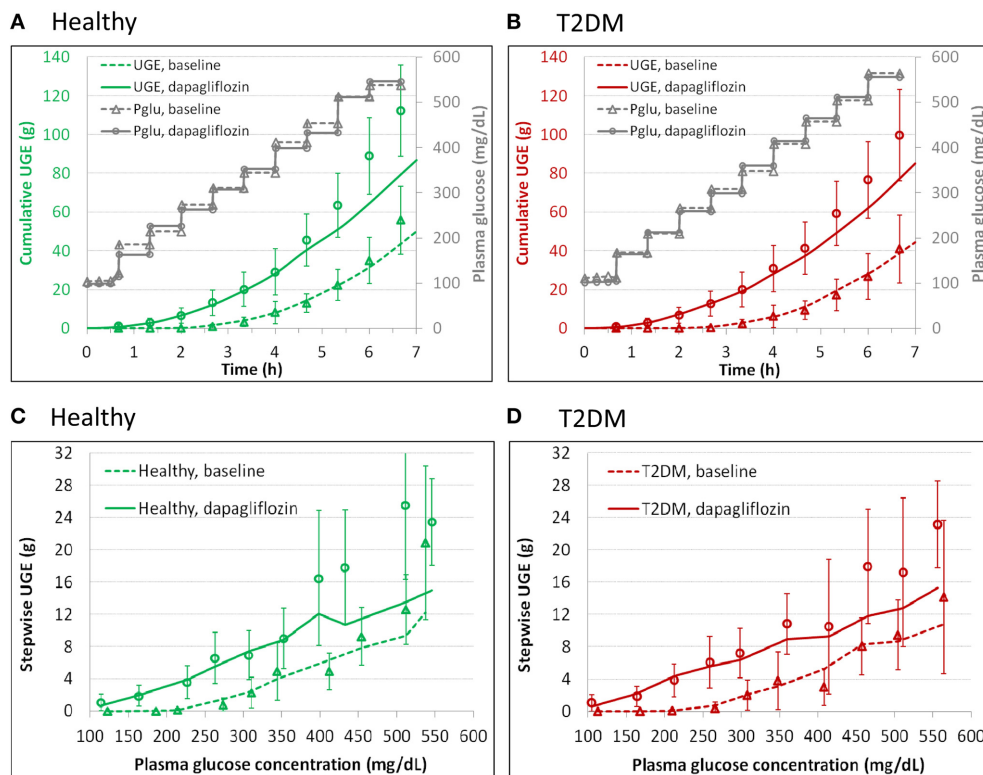 A Healthy
140
120
100
80
60
40
20
0
Cumulative UGE (g)
UGE, baseline
UGE, dapagliflozin
Pglu, baseline
Pglu, dapagliflozin
600
500
400
300
200
100
0
Plasma glucose (mg/dL)
0 1 2 3 4 5 6 7
Time (h)
B T2DM
140
120
100
80
60
40
20
0
Cumulative UGE (g)
UGE, baseline
UGE, dapagliflozin
Pglu, baseline
Pglu, dapagliflozin
600
500
400
300
200
100
0
Plasma glucose (mg/dL)
0 1 2 3 4 5 6 7
Time (h)
C Healthy
32
28
24
20
16
12
8
4
0
Stepwise UGE (g)
Healthy, baseline
Healthy, dapagliflozin
100 150 200 250 300 350 400 450 500 550 600
Plasma glucose concentration (mg/dL)
D T2DM
32
28
24
20
16
12
8
4
0
Stepwise UGE (g)
T2DM, baseline
T2DM, dapagliflozin
100 150 200 250 300 350 400 450 500 550 600
Plasma glucose concentration (mg/dL)